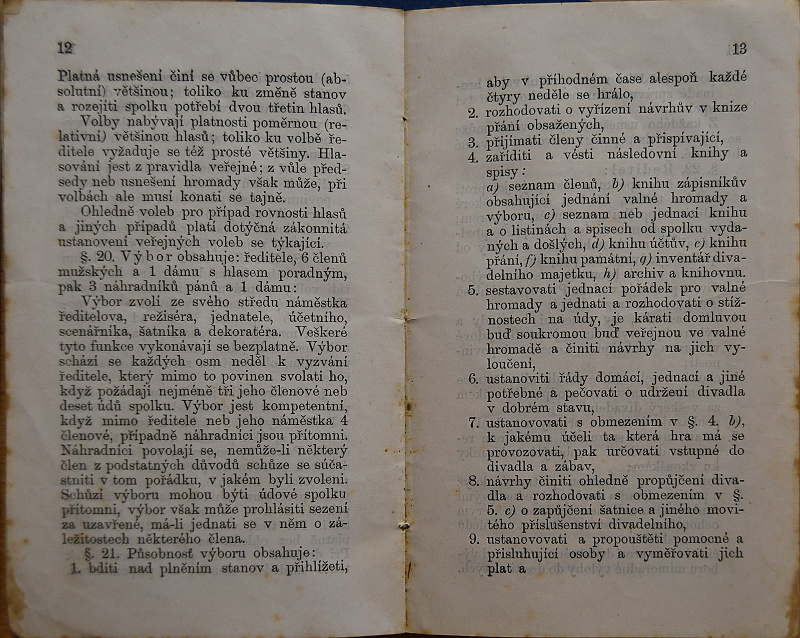 12
Platná usnešení činí se vůbec prostou (ab-
solutní) většinou; toliko ku změně stanov
a rozejití spolku potřebí dvou třetin hlasů.
Volby nabývají platnosti poměrnou (re-
lativní) většinou hlasů; toliko ku volbě ře-
ditele vyžaduje se též prosté většiny. Hla-
sování jest z pravidla veřejné; z vůle před-
sedy neb usnešení hromady však může, při
volbách ale musí konati se tajně.
Ohledně voleb pro případ rovnosti hlasů
a jiných případů platí dotýčná zákonnitá
ustanovení veřejných voleb se týkající.
§. 20. Výbor obsahuje: ředitele, 6 členů
mužských a 1 dámu s hlasem poradným,
pak 3 náhradníků pánů a 1 dámu:
Výbor zvolí ze svého středu náměstka
ředitelova, režiséra, jednatele, účetního,
scenárníka, šatníka a dekoratéra. Veškeré
tyto funkce vykonávají se bezplatně. Výbor
schází se každých osm neděl k vyzvání
ředitele, který mimo to povinen svolati ho,
když požádají nejméně tři jeho členové neb
deset údů spolku. Výbor jest kompetentní,
když mimo ředitele neb jeho náměstka 4
členové, případně náhradníci jsou přítomni.
Náhradníci povolají se, nemůže-li některý
člen z podstatných důvodů schůze se súča-
stniti v tom pořádku, v jakém byli zvoleni.
Schůzi výboru mohou býti údové spolku
přítomni, výbor však může prohlásiti sezení
za uzavřené, má-li jednati se v něm o zá-
ležitostech některého člena.
§. 21. Působnosť výboru obsahuje:
1. bdíti nad plněním stanov a přihlížeti,
13
aby v příhodném čase alespoň každé
čtyry neděle se hrálo,
2. rozhodovati o vyřízení návrhův v knize
přání obsažených,
3. přijímati členy činné a přispívající,
4. zaříditi a vésti následovní knihy a
spisy:
a) seznam členů, b) knihu zápisníkův
obsahující jednání valné hromady a
výboru, c) seznam neb jednací knihu
a o listinách a spisech od spolku vyda-
ných a došlých, d) knihu účtův, e) knihu
přání, f) knihu památní, g) inventář diva-
delního majetku, h) archiv a knihovnu.
5. sestavovati jednací pořádek pro valné
hromady a jednati a rozhodovati o stíž-
nostech na údy, je kárati domluvou
buď soukromou buď veřejnou ve valné
hromadě a činiti návrhy na jich vy-
loučení,
6. ustanoviti řády domácí, jednací a jiné
potřebné a pečovati o udržení divadla
v dobrém stavu,
7. ustanovovati s obmezením v §. 4. b),
k jakému účeli ta která hra má se
provozovati, pak určovati vstupné do
divadla a zábav,
8. návrhy činiti ohledně propůjčení diva-
dla a rozhodovati s obmezením v §.
5. c) o zapůjčení šatnice a jiného movi-
tého příslušenství divadelního,
9. ustanovovati a propouštěti pomocné a
přisluhující osoby a vyměřovati jich
plat a